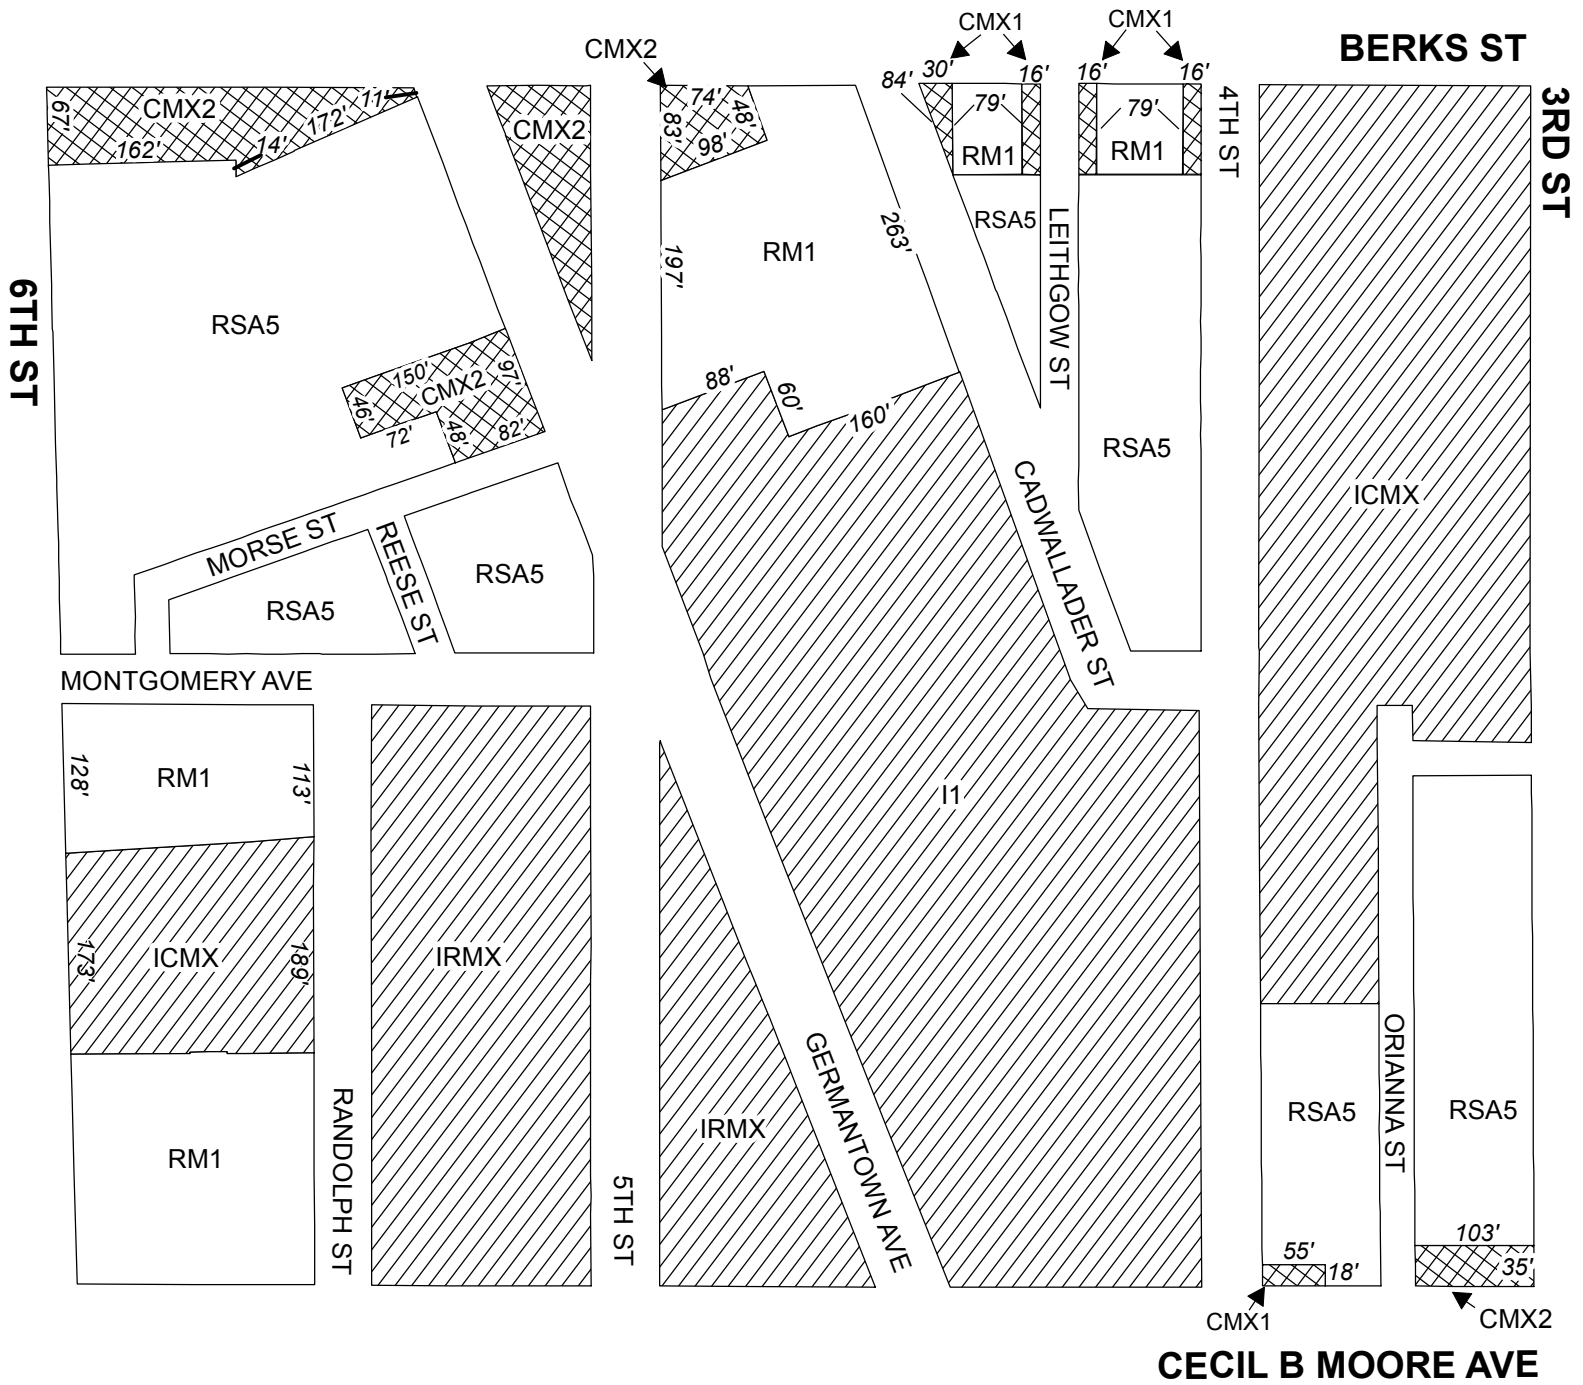 CMX1
CMX1
BERKS ST
CMX2
30'
16'
16'
16'
84'
67'
CMX2
11'
172'
14'
162'
CMX2
74'
48'
83'
98'
79'
RM1
79'
RM1
4TH ST
3RD ST
6TH ST
RSA5
197'
RM1
263'
RSA5
LEITHGOW ST
150'
CMX2
97'
46'
72'
48'
82'
88'
60'
160'
RSA5
ICMX
CADWALLADER ST
MORSE ST
REESE ST
RSA5
RSA5
MONTGOMERY AVE
128'
RM1
113'
I1
173'
ICMX
189'
IRMX
RM1
RANDOLPH ST
5TH ST
IRMX
GERMANTOWN AVE
RSA5
ORIANNA ST
RSA5
55'
18'
103'
35'
CMX1
CMX2
CECIL B MOORE AVE